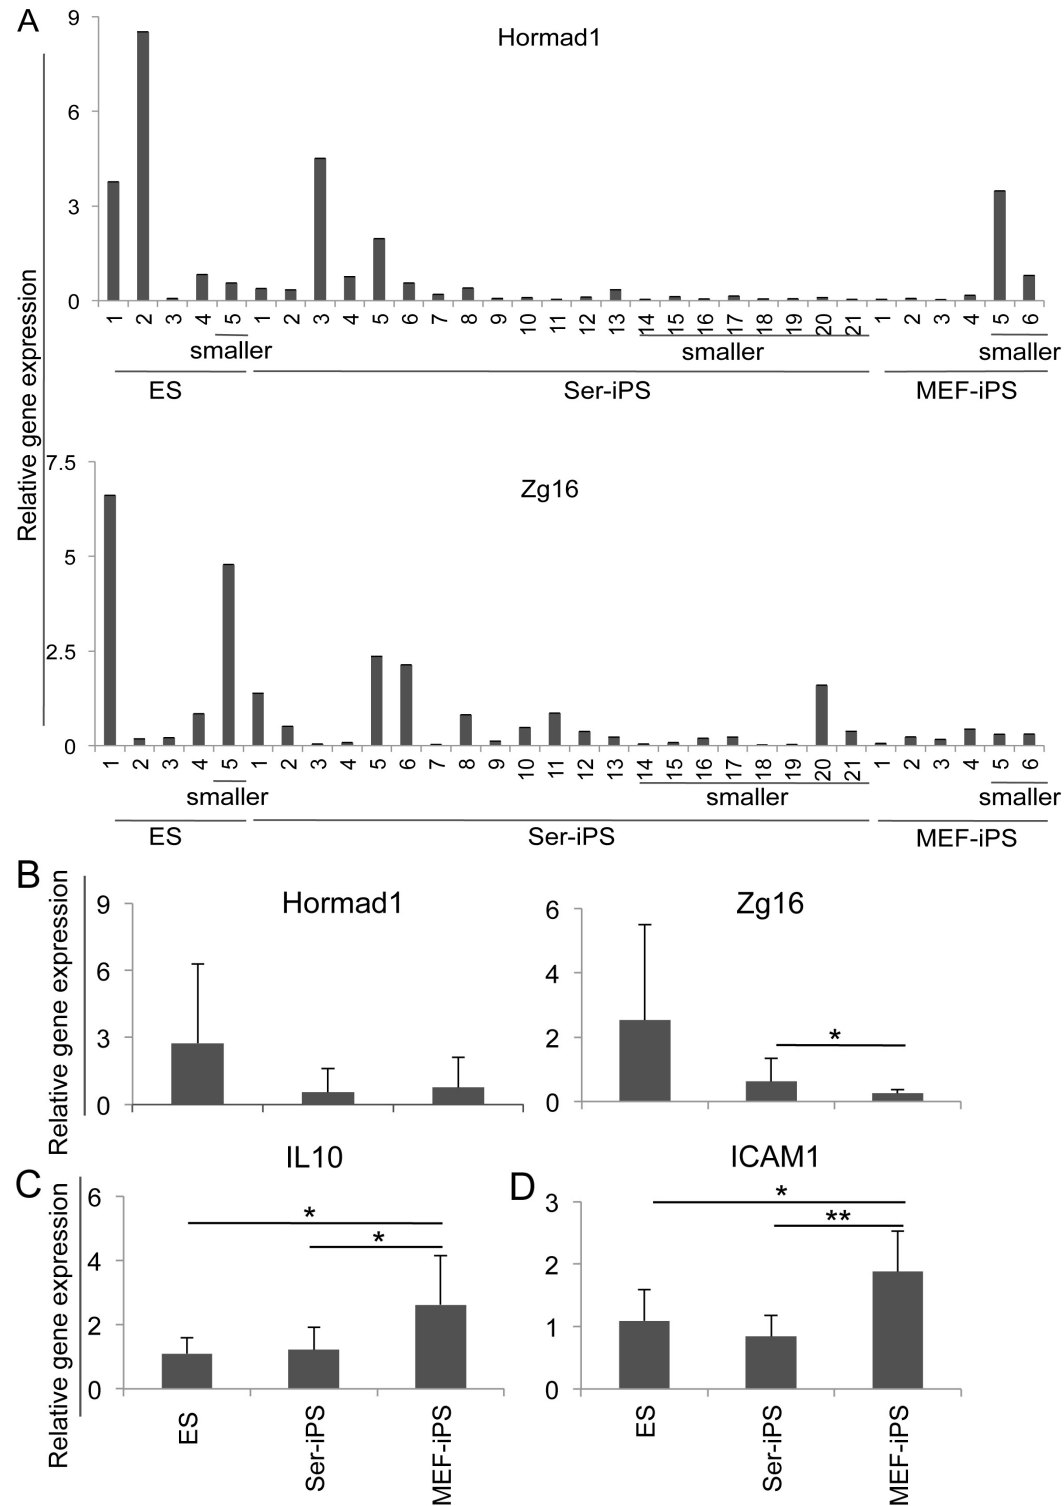 A
Hormad1
Relative gene expression
9
6
3
0
1 2 3 4 5 1 2 3 4 5 6 7 8 9 10 11 12 13 14 15 16 17 18 19 20 21 1 2 3 4 5 6
smaller smaller smaller
ES Ser-iPS MEF-iPS
Zg16
7.5
5
2.5
0
1 2 3 4 5 1 2 3 4 5 6 7 8 9 10 11 12 13 14 15 16 17 18 19 20 21 1 2 3 4 5 6
smaller smaller smaller
ES Ser-iPS MEF-iPS
B
Relative gene expression
Hormad1
9
6
3
0
Zg16
6
4
2
0
*
C
Relative gene expression
IL10
6
4
2
0
*
*
ES Ser-iPS MEF-iPS
D
ICAM1
3
2
1
0
*
**
ES Ser-iPS MEF-iPS